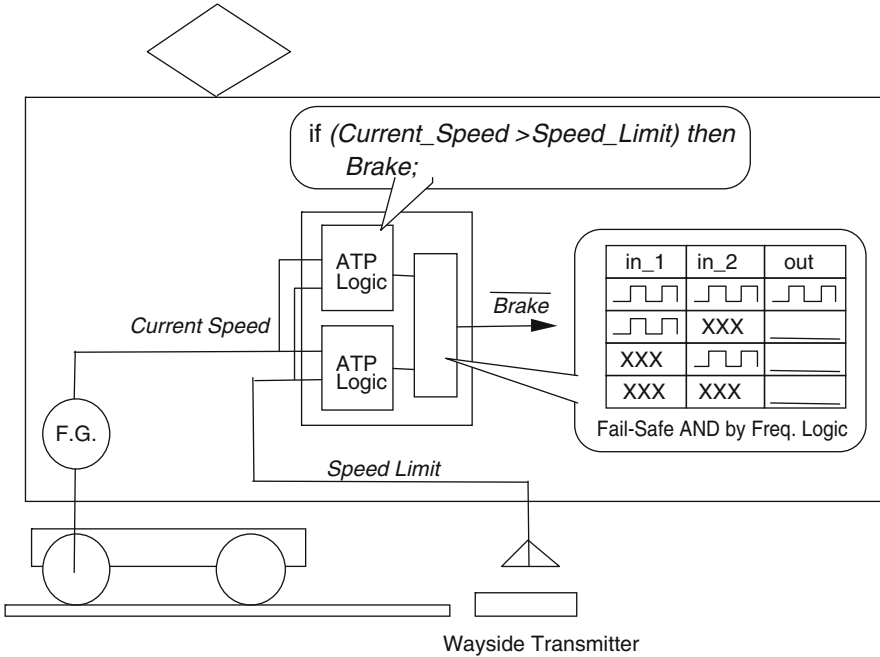 if (Current_Speed >Speed_Limit) then
Brake;
ATP
Logic
ATP
Logic
Current Speed
Brake
in_1 in_2 out
XXX
XXX
XXX XXX
Fail-Safe AND by Freq. Logic
F.G.
Speed Limit
Wayside Transmitter